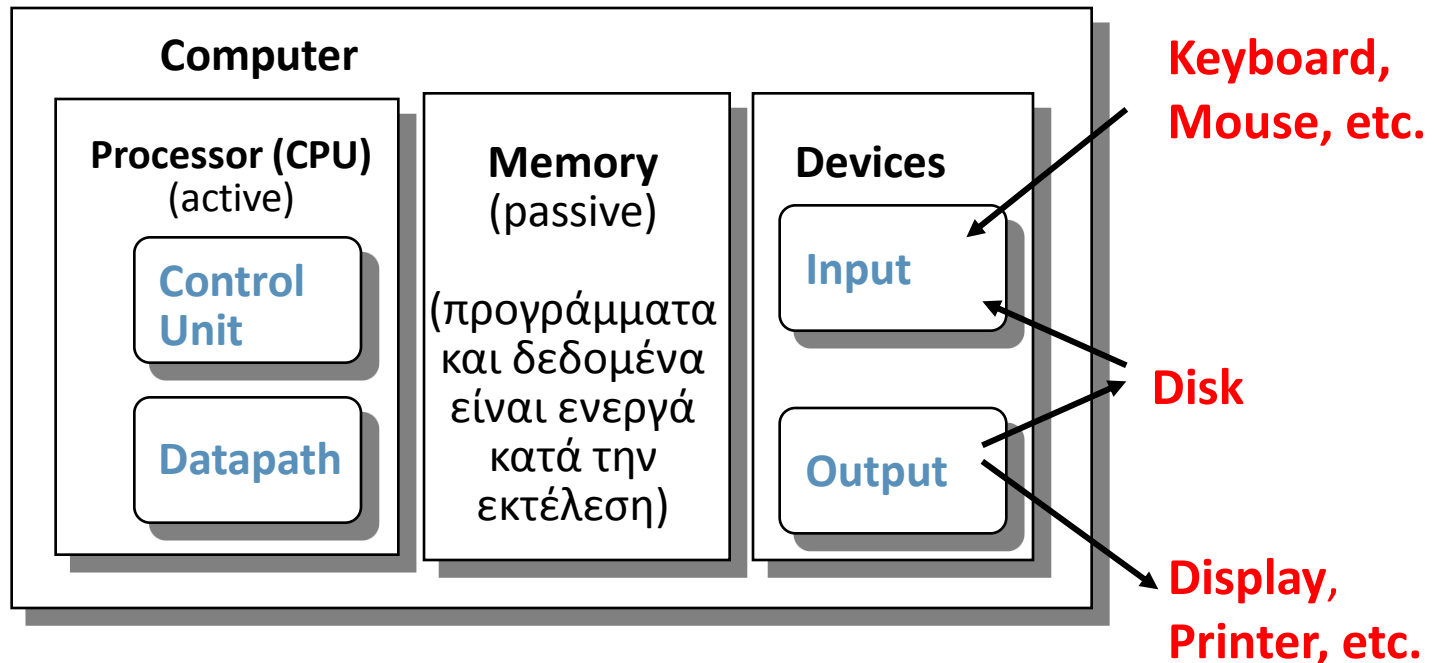 Computer
Processor (CPU)
(active)
Control
Unit
Datapath
Memory
(passive)
(προγράμματα
και δεδομένα
είναι ενεργά
κατά την
εκτέλεση)
Devices
Input
Output
Keyboard,
Mouse, etc.
Disk
Display,
Printer, etc.